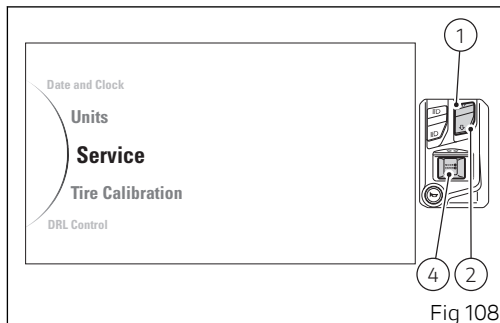 Date and Clock
Units
Service
Tire Calibration
DRL Control
1
4
2
Fig 108